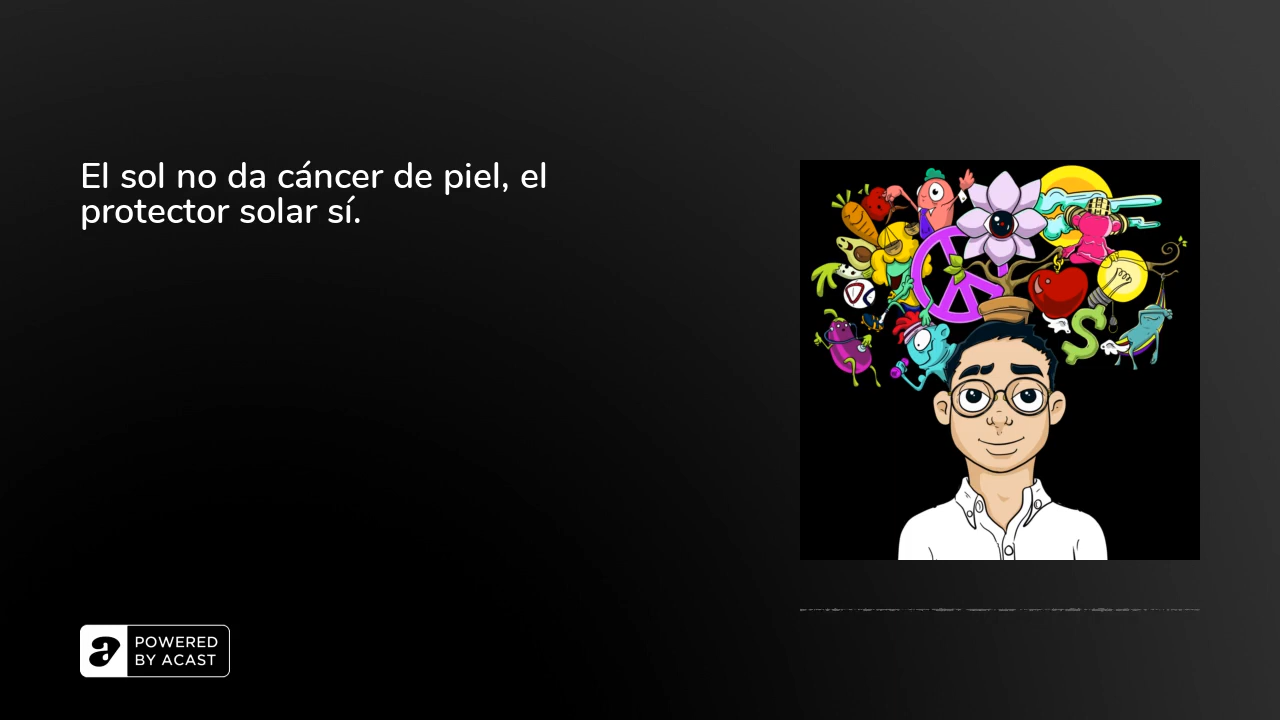 El sol no da cáncer de piel, el
protector solar sí.
POWERED
BY ACAST